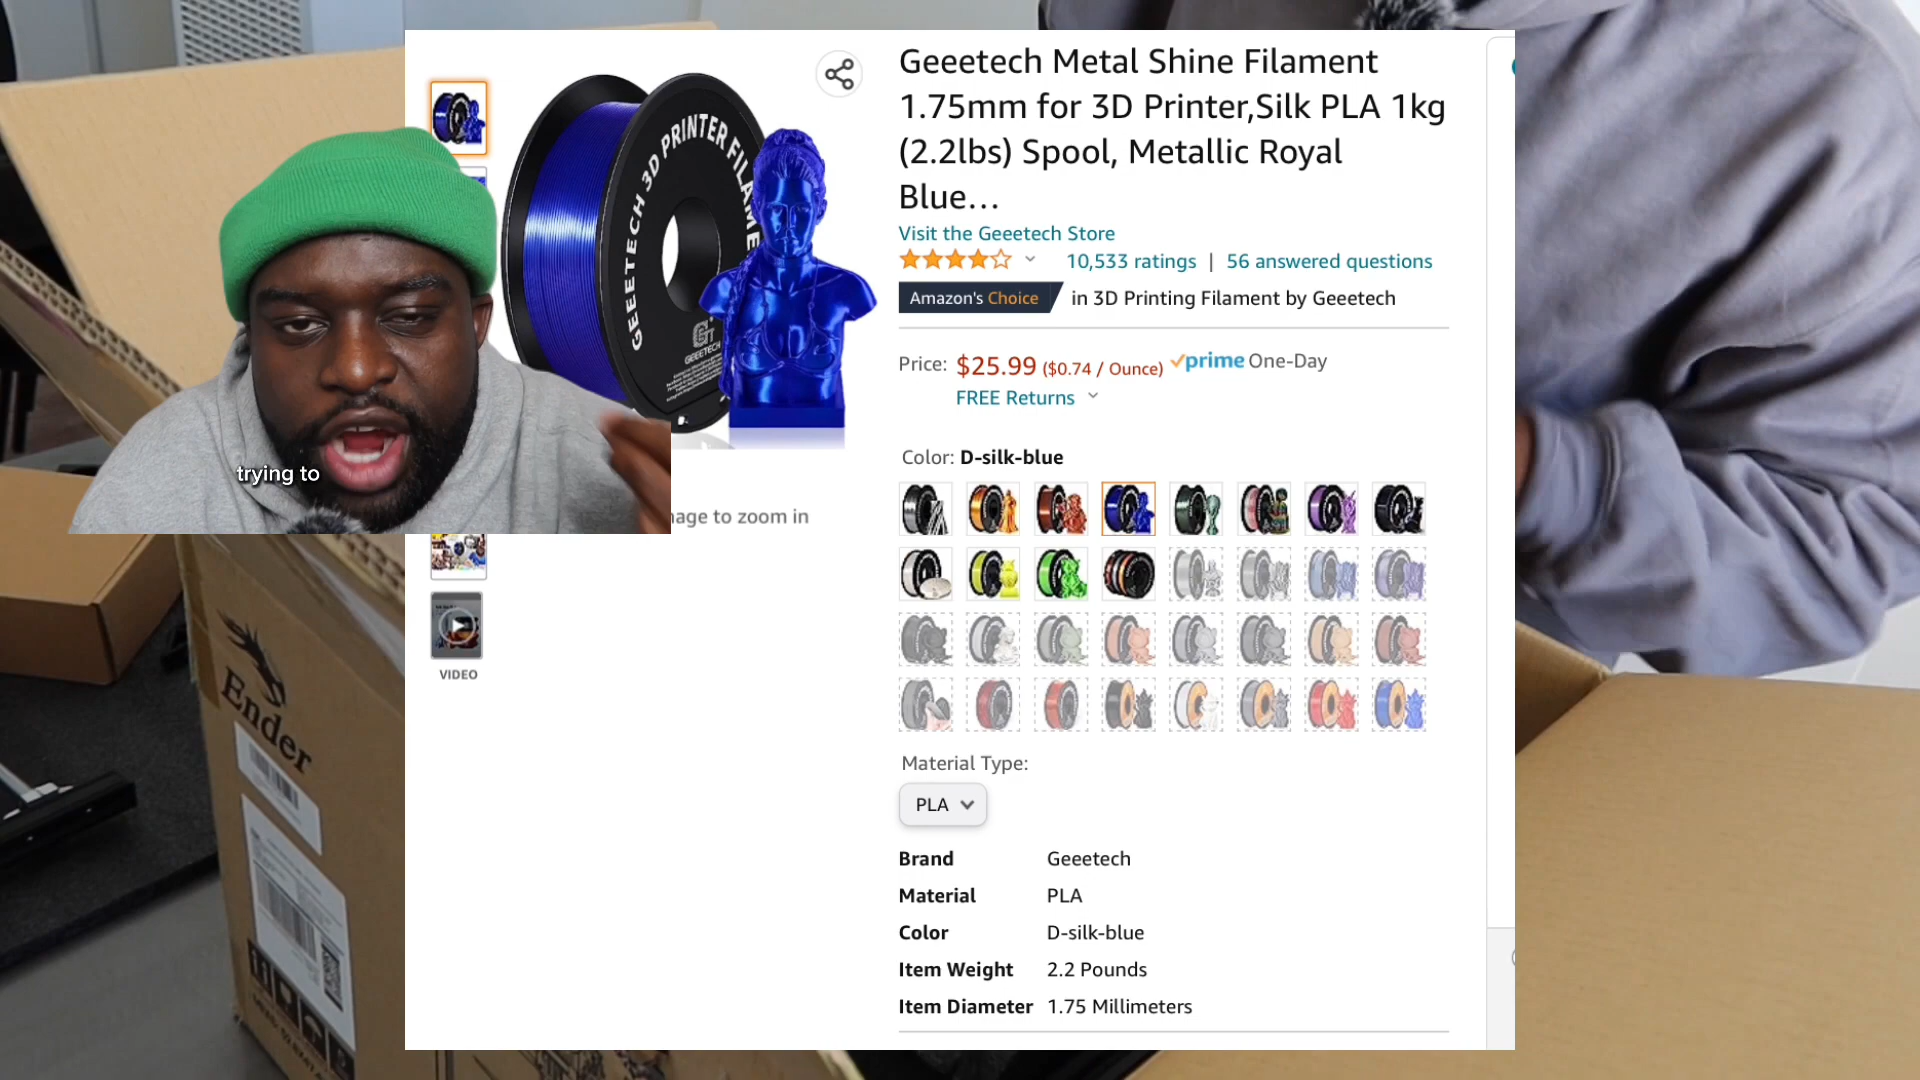 Geeetech Metal Shine Filament
1.75mm for 3D Printer,Silk PLA 1kg
(2.2lbs) Spool, Metallic Royal
Blue...
Visit the Geeetech Store
10,533 ratings | 56 answered questions
Amazon's Choice in 3D Printing Filament by Geeetech
Price: $25.99 ($0.74 / Ounce) prime One-Day
FREE Returns
Color: D-silk-blue
Material Type:
PLA
Brand Geeetech
Material PLA
Color D-silk-blue
Item Weight 2.2 Pounds
Item Diameter 1.75 Millimeters
GEEETECH 3D PRINTER FILAME
GEEETECH
trying to
to zoom in
VIDEO
Ender